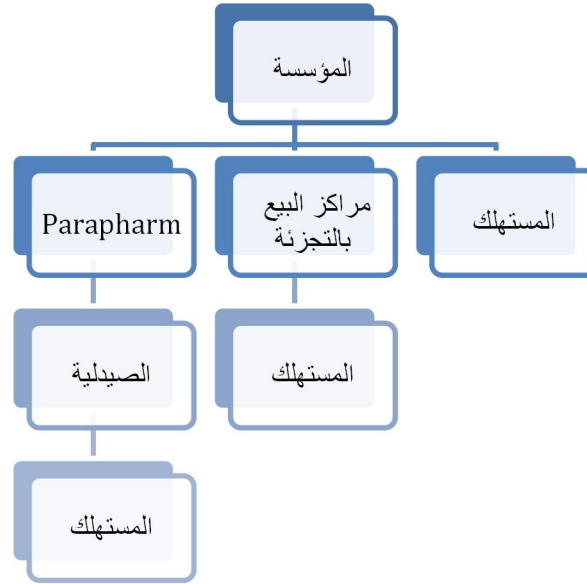 المؤسسة
المستهلك
مراكز البيع
بالتجزئة
Parapharm
المستهلك
الصيدلية
المستهلك